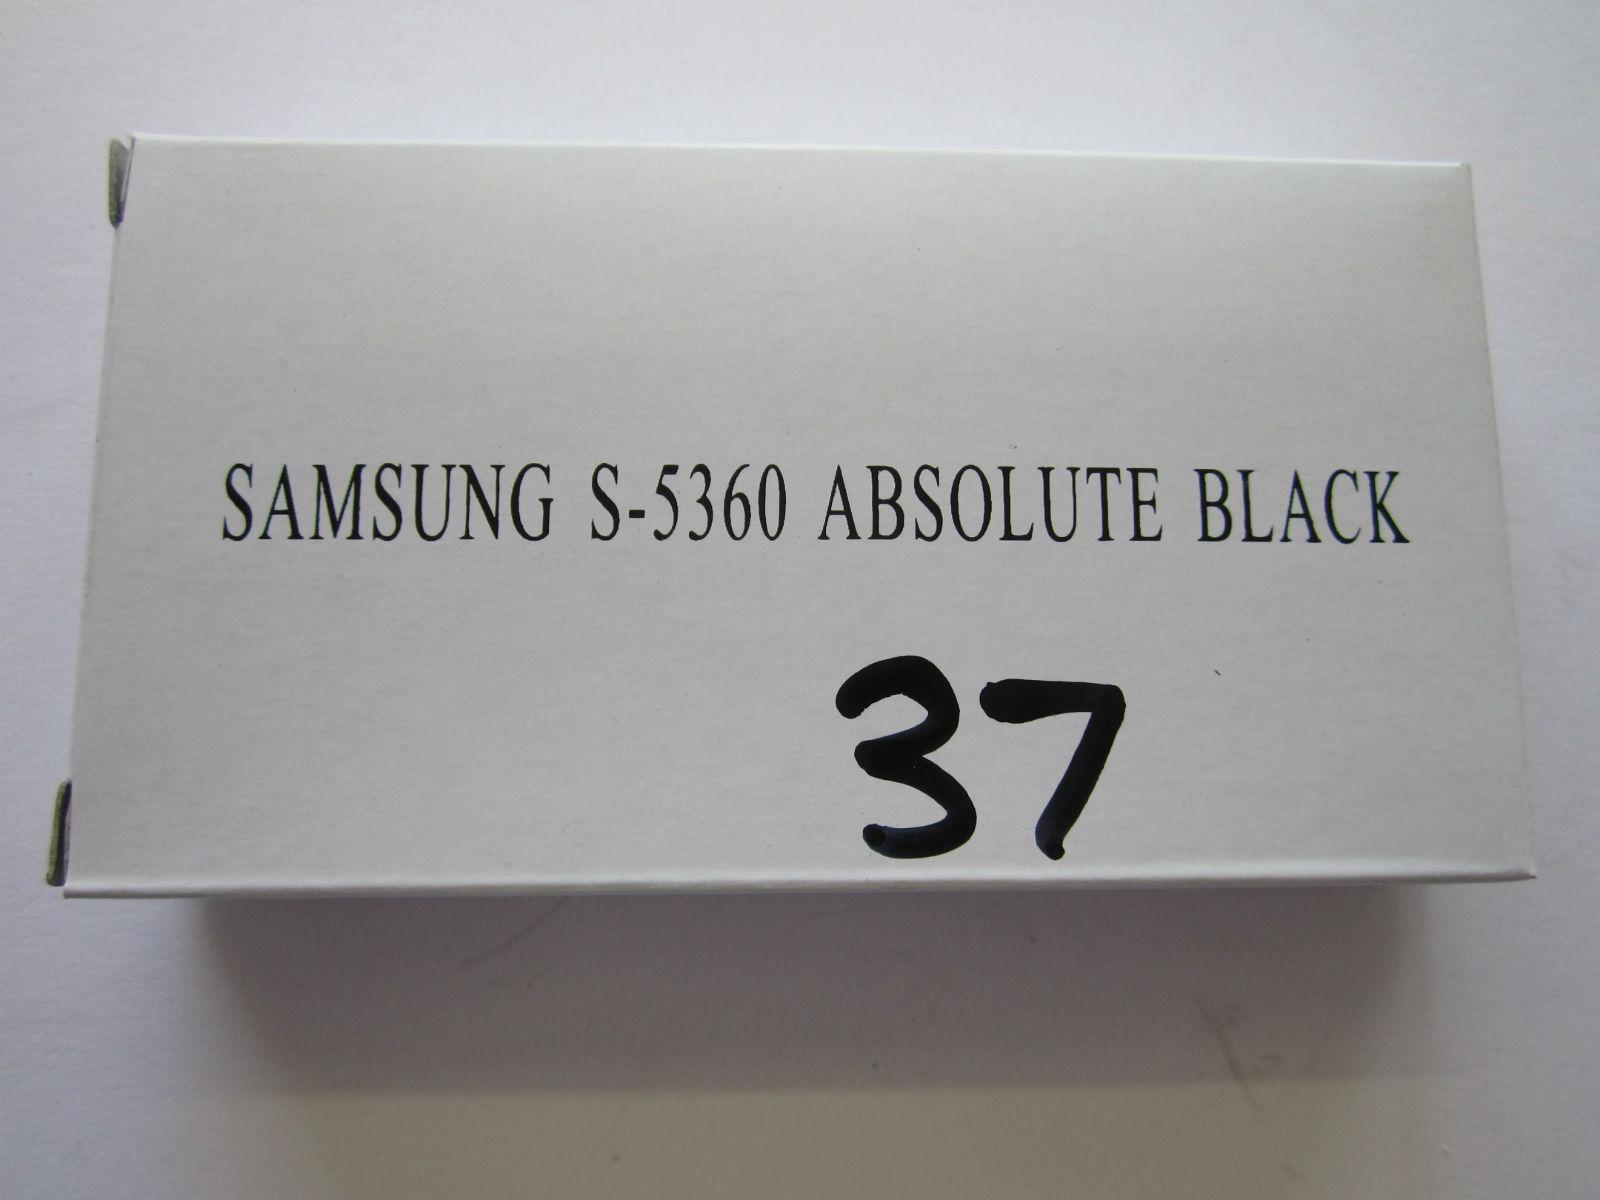 SAMSUNG S-5360 ABSOLUTE BLACK
37